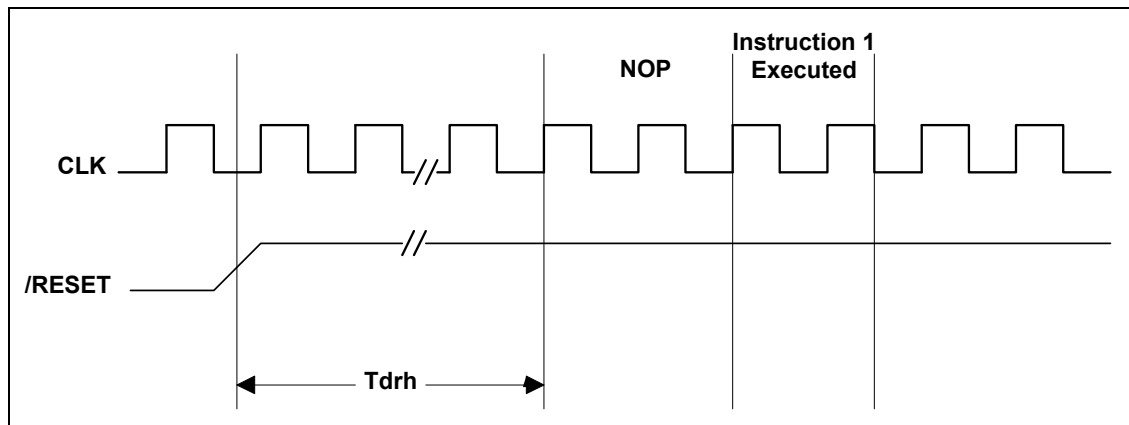 Instruction 1
Executed
NOP
CLK
/RESET
Tdrh